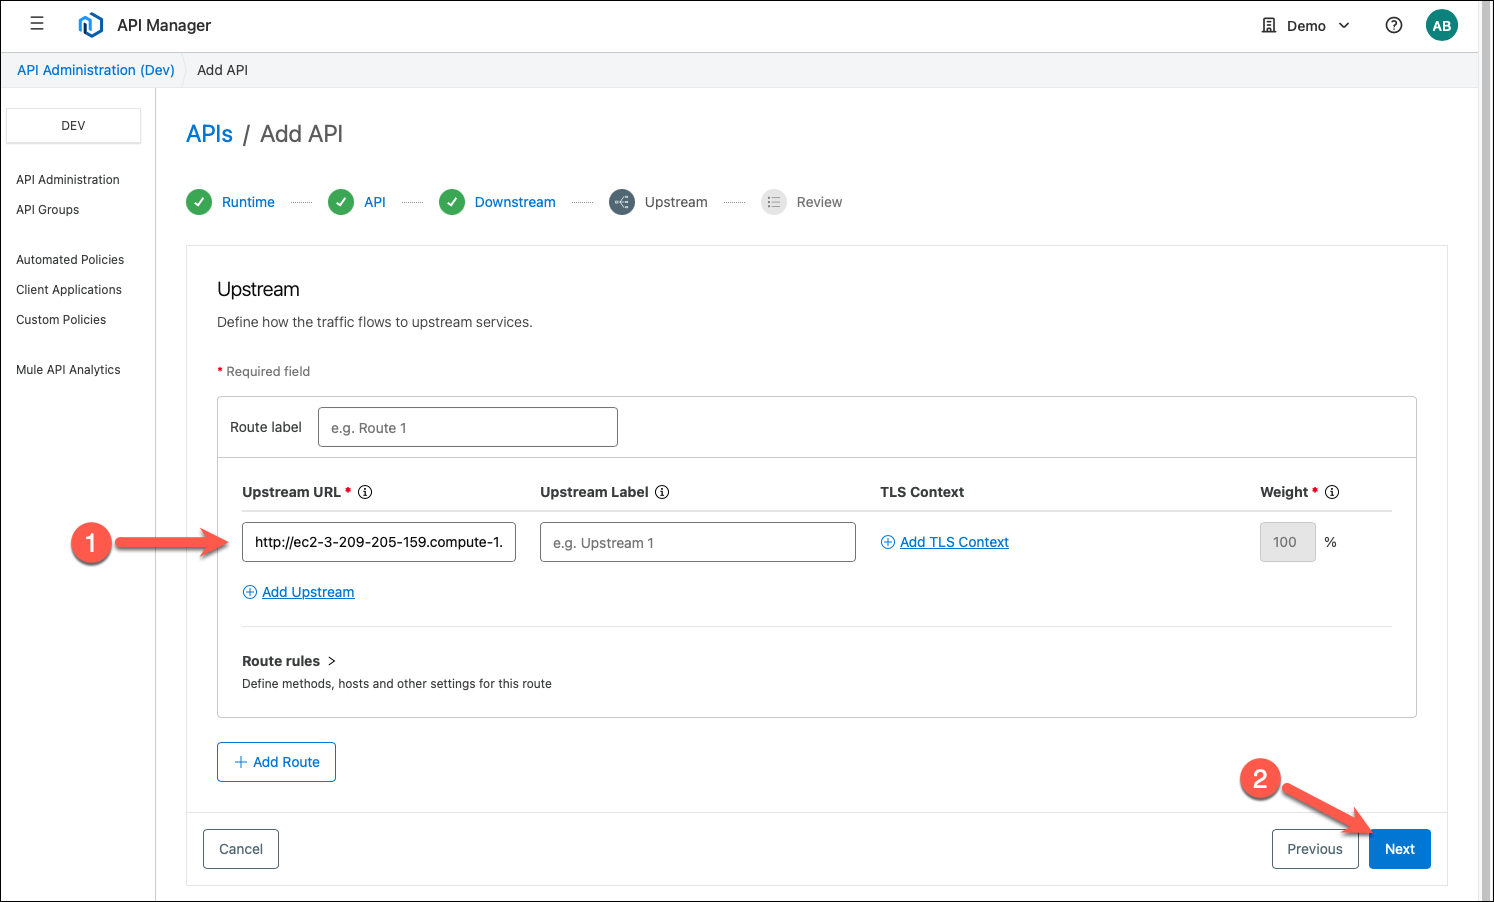 API Manager
Demo
AB
API Administration (Dev)
Add API
DEV
API Administration
API Groups
Automated Policies
Client Applications
Custom Policies
Mule API Analytics
APIs / Add API
Runtime
API
Downstream
Upstream
Review
Upstream
Define how the traffic flows to upstream services.
* Required field
Route label
e.g. Route 1
Upstream URL *
Upstream Label
TLS Context
Weight *
1
http://ec2-3-209-205-159.compute-1.
e.g. Upstream 1
Add TLS Context
100 %
Add Upstream
Route rules >
Define methods, hosts and other settings for this route
+ Add Route
2
Cancel
Previous
Next